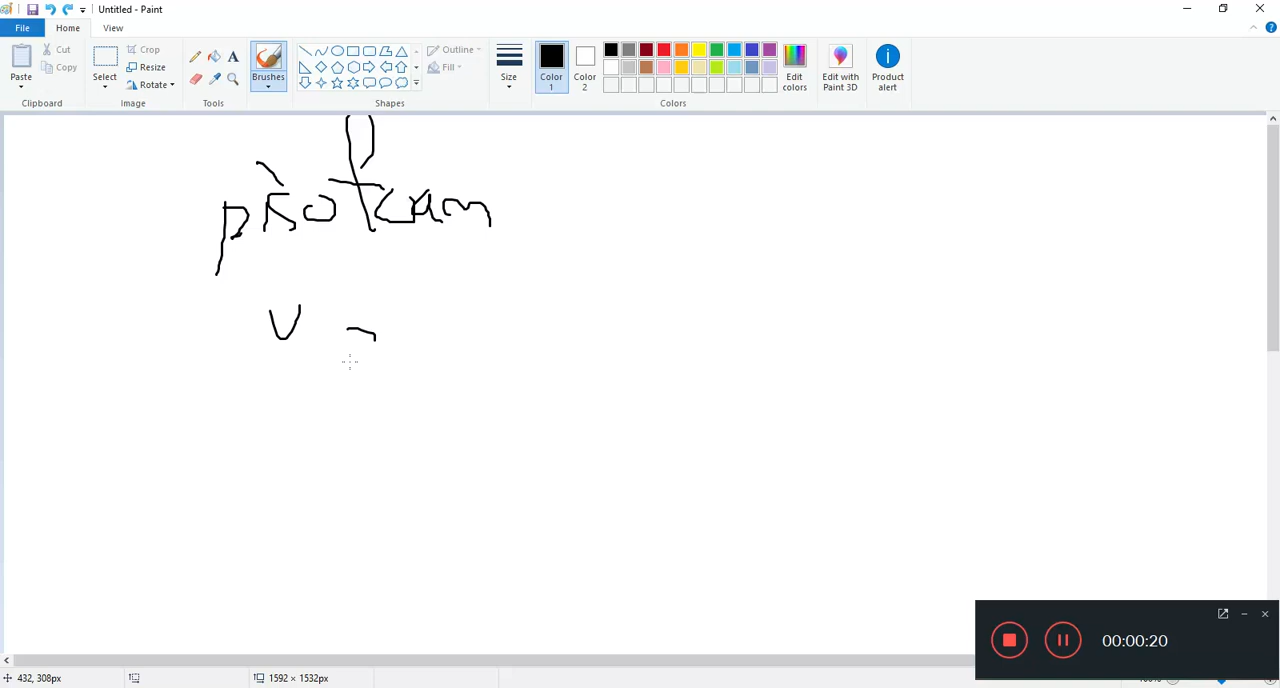 Untitled - Paint
File Home View
Paste Cut Copy Select Crop Resize Rotate Brushes Outline Fill Size Color 1 Color 2 Edit colors Edit with Paint 3D Product alert
Clipboard Image Tools Shapes Colors
V
00:00:20
432, 308px 1592 × 1532px